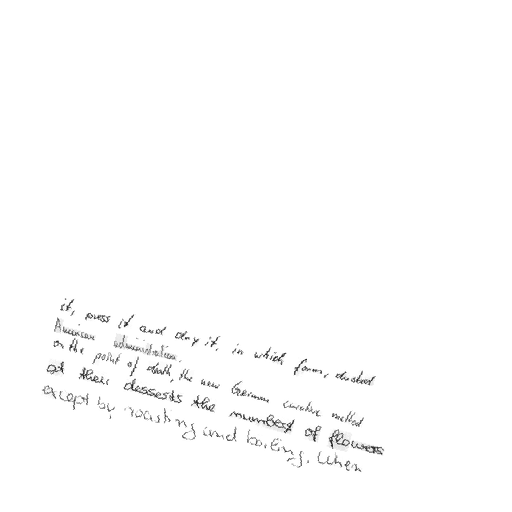 it, press it and dry it, in which form, dusted
American administration.
on the point of death, the new German curative method
at their desserts the number of flowers
except by roasting and boiling. When